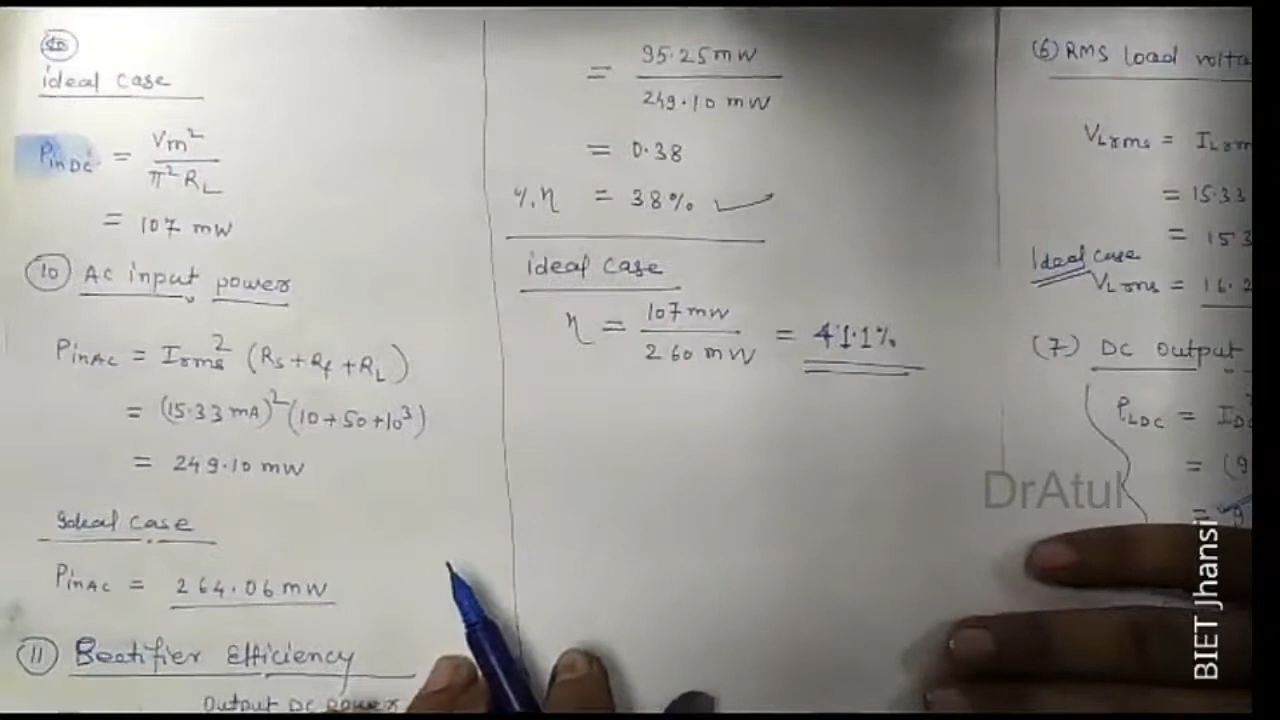 ideal case
PinDC = Vm² / π² RL
= 107 mW
(10) AC input power
PinAC = Irms² (Rs + Rf + RL)
= (15.33 mA)² (10 + 50 + 10³)
= 249.10 mW
ideal case
PinAC = 264.06 mW
(11) Rectifier Efficiency
Output DC power
= 95.25 mW / 249.10 mW
= 0.38
%η = 38% ✓
ideal case
η = 107 mW / 260 mW = 41.1%
(6) RMS load volta
VLrms = ILrm
= 15.33
= 15.3
Ideal case
VLrms = 16.2
(7) DC Output
PLDC = IDC
= (9
= 9
DrAtul
BIET Jhansi